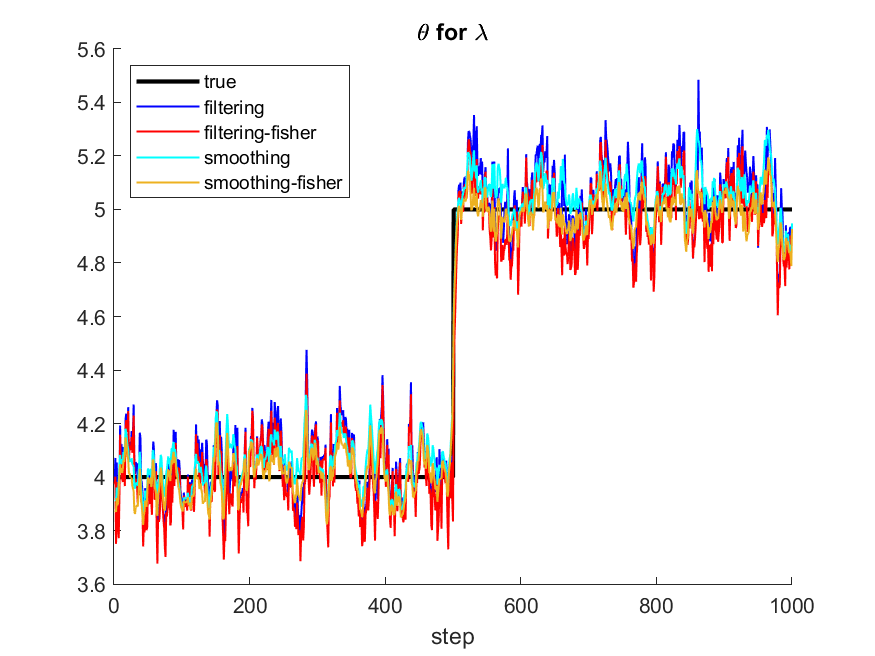 θ for λ
5.6
5.4
5.2
5
4.8
4.6
4.4
4.2
4
3.8
3.6
true
filtering
filtering-fisher
smoothing
smoothing-fisher
0 200 400 600 800 1000
step